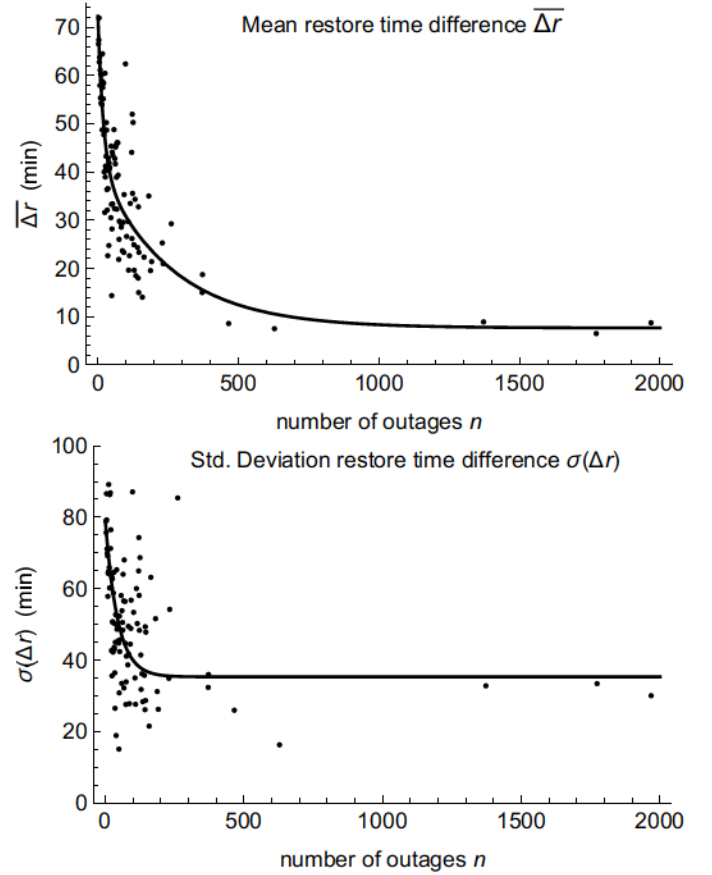 Mean restore time difference \overline{Δr}
70
60
50
40
30
20
10
0
\overline{Δr} (min)
0 500 1000 1500 2000
number of outages n
Std. Deviation restore time difference σ(Δr)
100
80
60
40
20
0
σ(Δr) (min)
0 500 1000 1500 2000
number of outages n